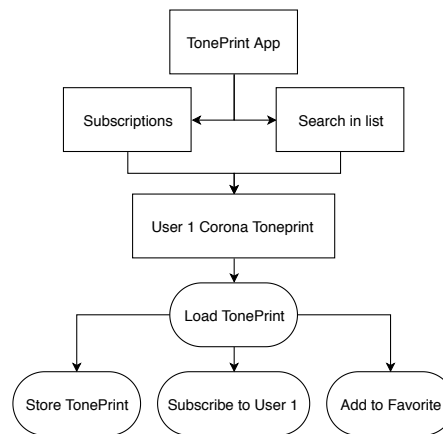 TonePrint App
Subscriptions
Search in list
User 1 Corona Toneprint
Load TonePrint
Store TonePrint
Subscribe to User 1
Add to Favorite